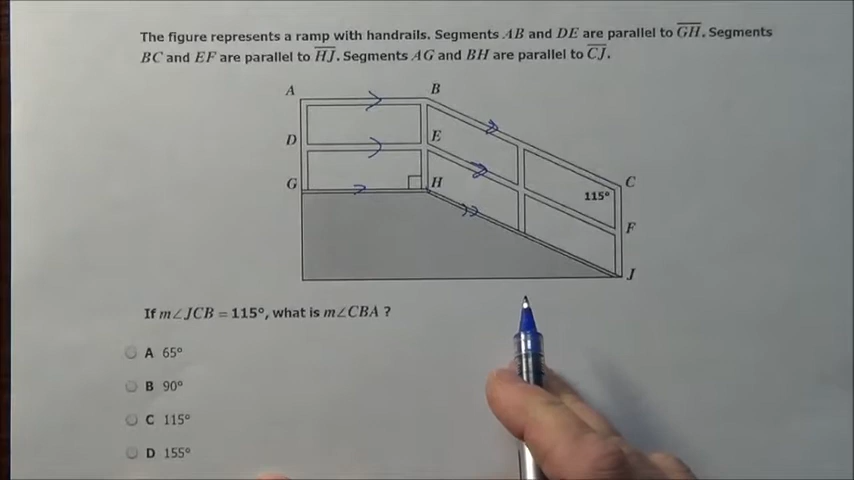 The figure represents a ramp with handrails. Segments AB and DE are parallel to GH. Segments
BC and EF are parallel to HJ. Segments AG and BH are parallel to CJ.
A
B
D
E
G
H
C
115°
F
J
If m∠JCB = 115°, what is m∠CBA ?
A 65°
B 90°
C 115°
D 155°